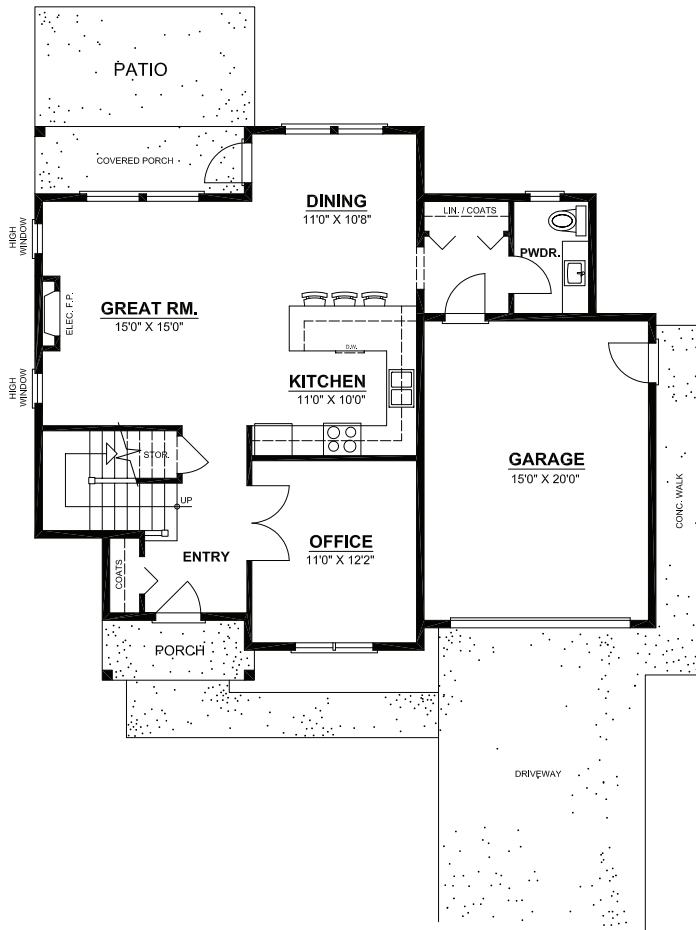 PATIO
COVERED PORCH
DINING
11'0" X 10'8"
LIN. / COATS
PWDR.
HIGH
WINDOW
ELEC. F.P.
GREAT RM.
15'0" X 15'0"
D.W.
KITCHEN
11'0" X 10'0"
HIGH
WINDOW
STOR.
GARAGE
15'0" X 20'0"
CONC. WALK
UP
OFFICE
11'0" X 12'2"
ENTRY
COATS
PORCH
DRIVEWAY